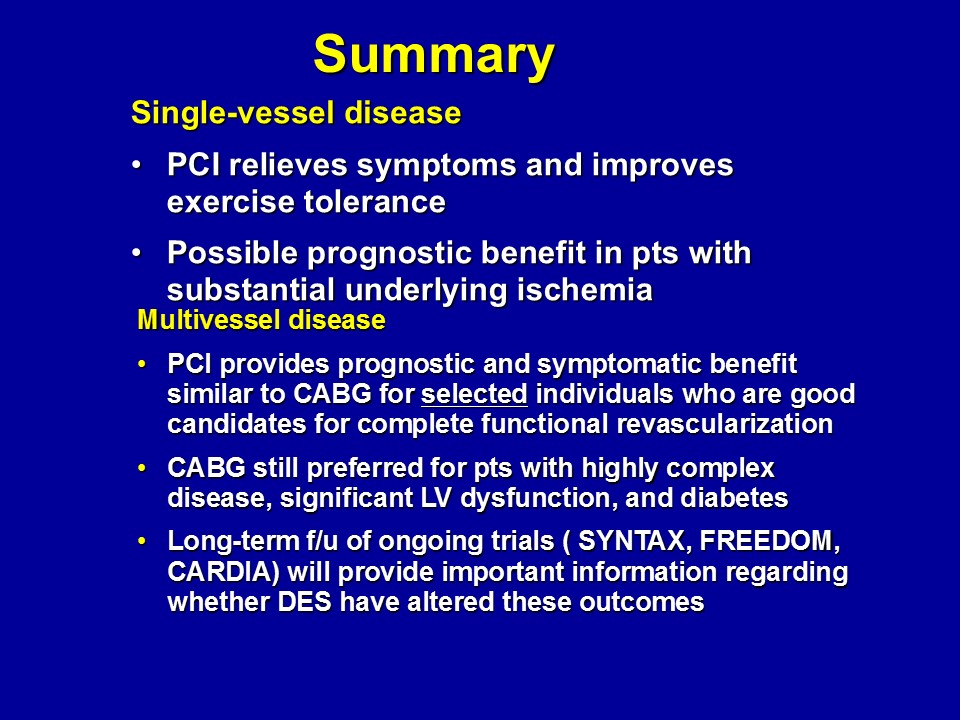 Summary
Single-vessel disease
• PCI relieves symptoms and improves
exercise tolerance
• Possible prognostic benefit in pts with
substantial underlying ischemia
Multivessel disease
• PCI provides prognostic and symptomatic benefit
similar to CABG for selected individuals who are good
candidates for complete functional revascularization
• CABG still preferred for pts with highly complex
disease, significant LV dysfunction, and diabetes
• Long-term f/u of ongoing trials ( SYNTAX, FREEDOM,
CARDIA) will provide important information regarding
whether DES have altered these outcomes